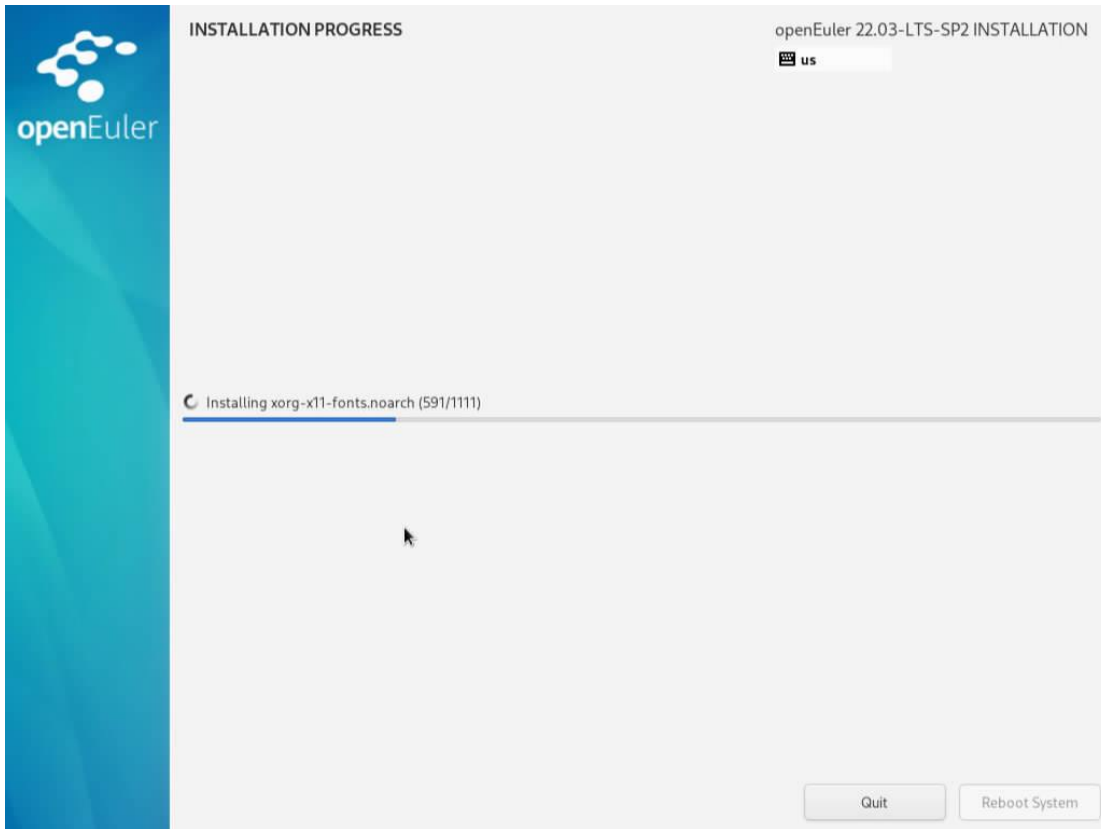 openEuler
INSTALLATION PROGRESS
openEuler 22.03-LTS-SP2 INSTALLATION
us
Installing xorg-x11-fonts.noarch (591/1111)
Quit
Reboot System